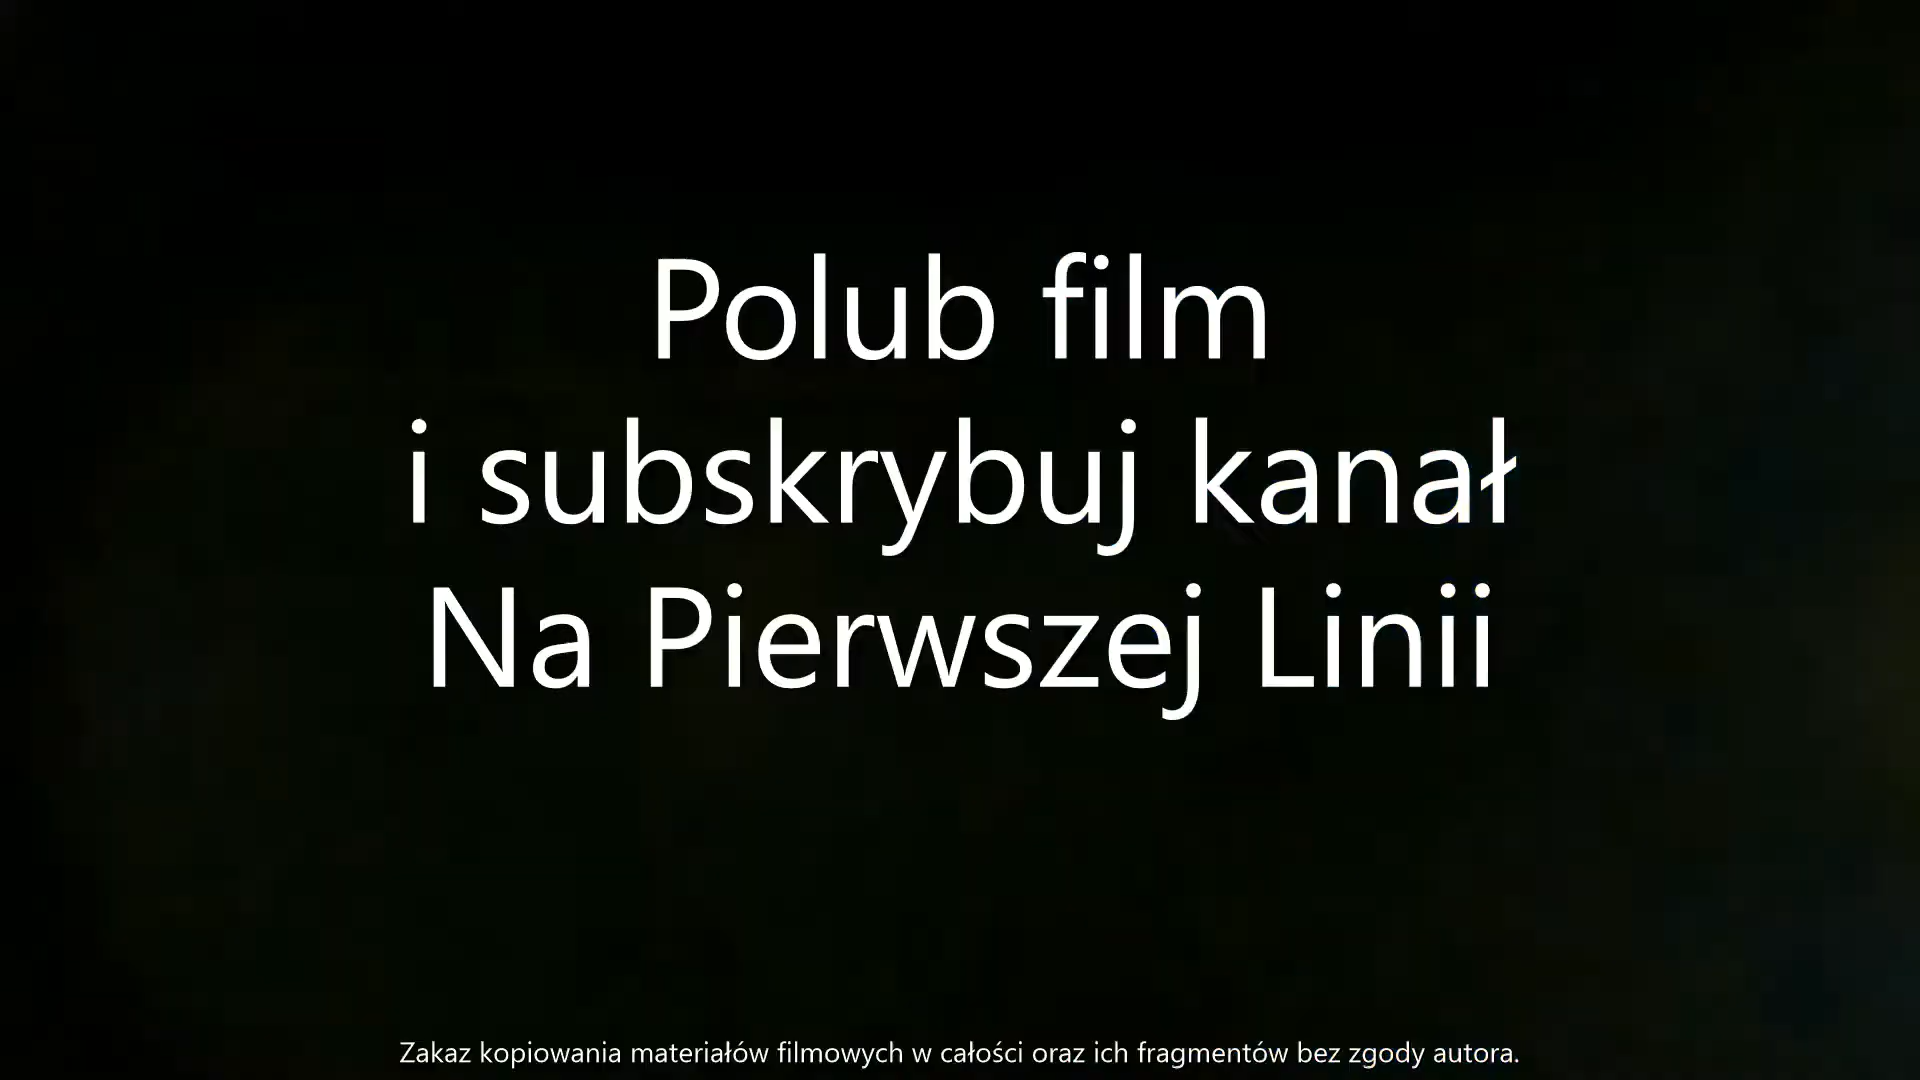 Polub film
i subskrybuj kanał
Na Pierwszej Linii
Zakaz kopiowania materiałów filmowych w całości oraz ich fragmentów bez zgody autora.